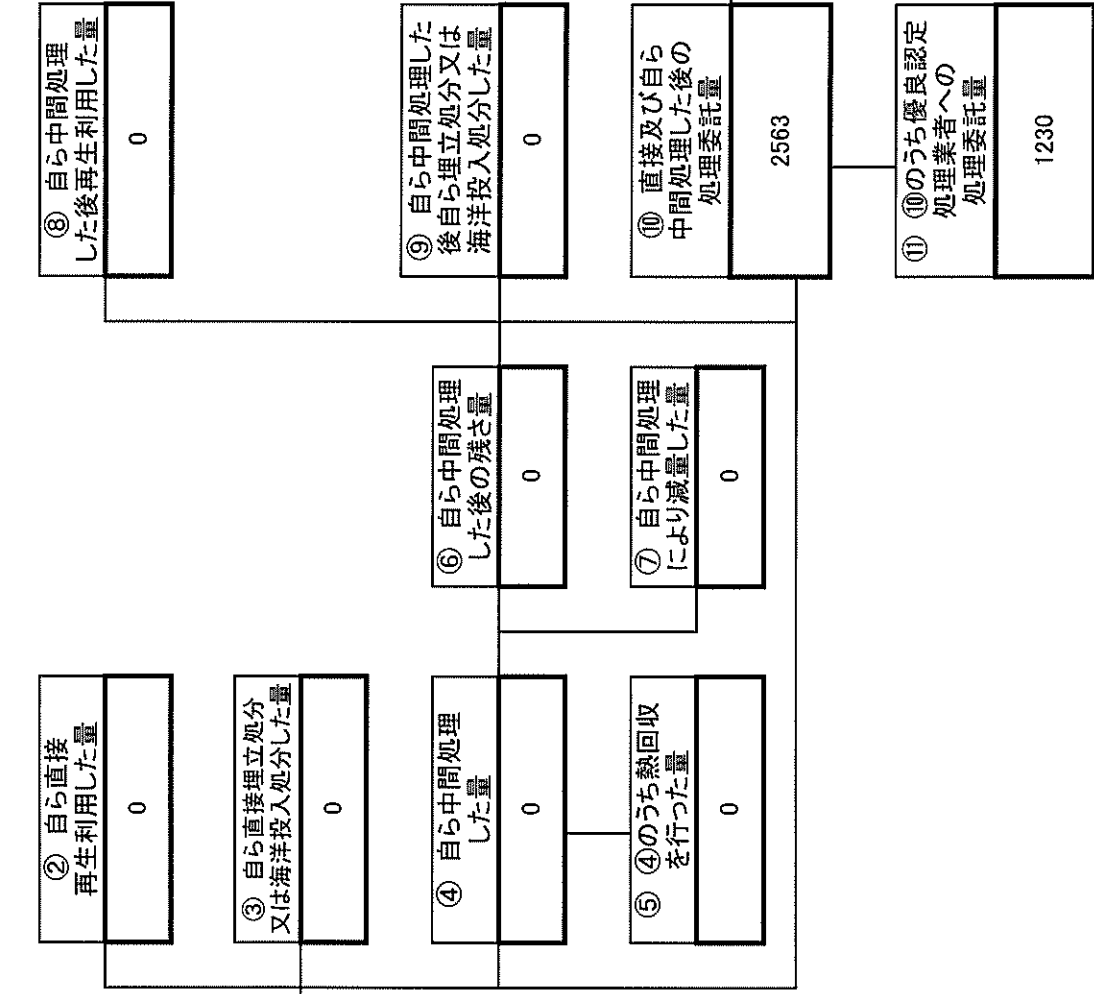 ② 自ら直接
再生利用した量
0
③ 自ら直接埋立処分
又は海洋投入処分した量
0
④ 自ら中間処理
した量
0
⑤ ④のうち熱回収
を行った量
0
⑥ 自ら中間処理
した後の残さ量
0
⑦ 自ら中間処理
により減量した量
0
⑧ 自ら中間処理
した後再生利用した量
0
⑨ 自ら中間処理した
後自ら埋立処分又は
海洋投入処分した量
0
⑩ 直接及び自ら
中間処理した後の
処理委託量
2563
⑪ ⑩のうち優良認定
処理業者への
処理委託量
1230